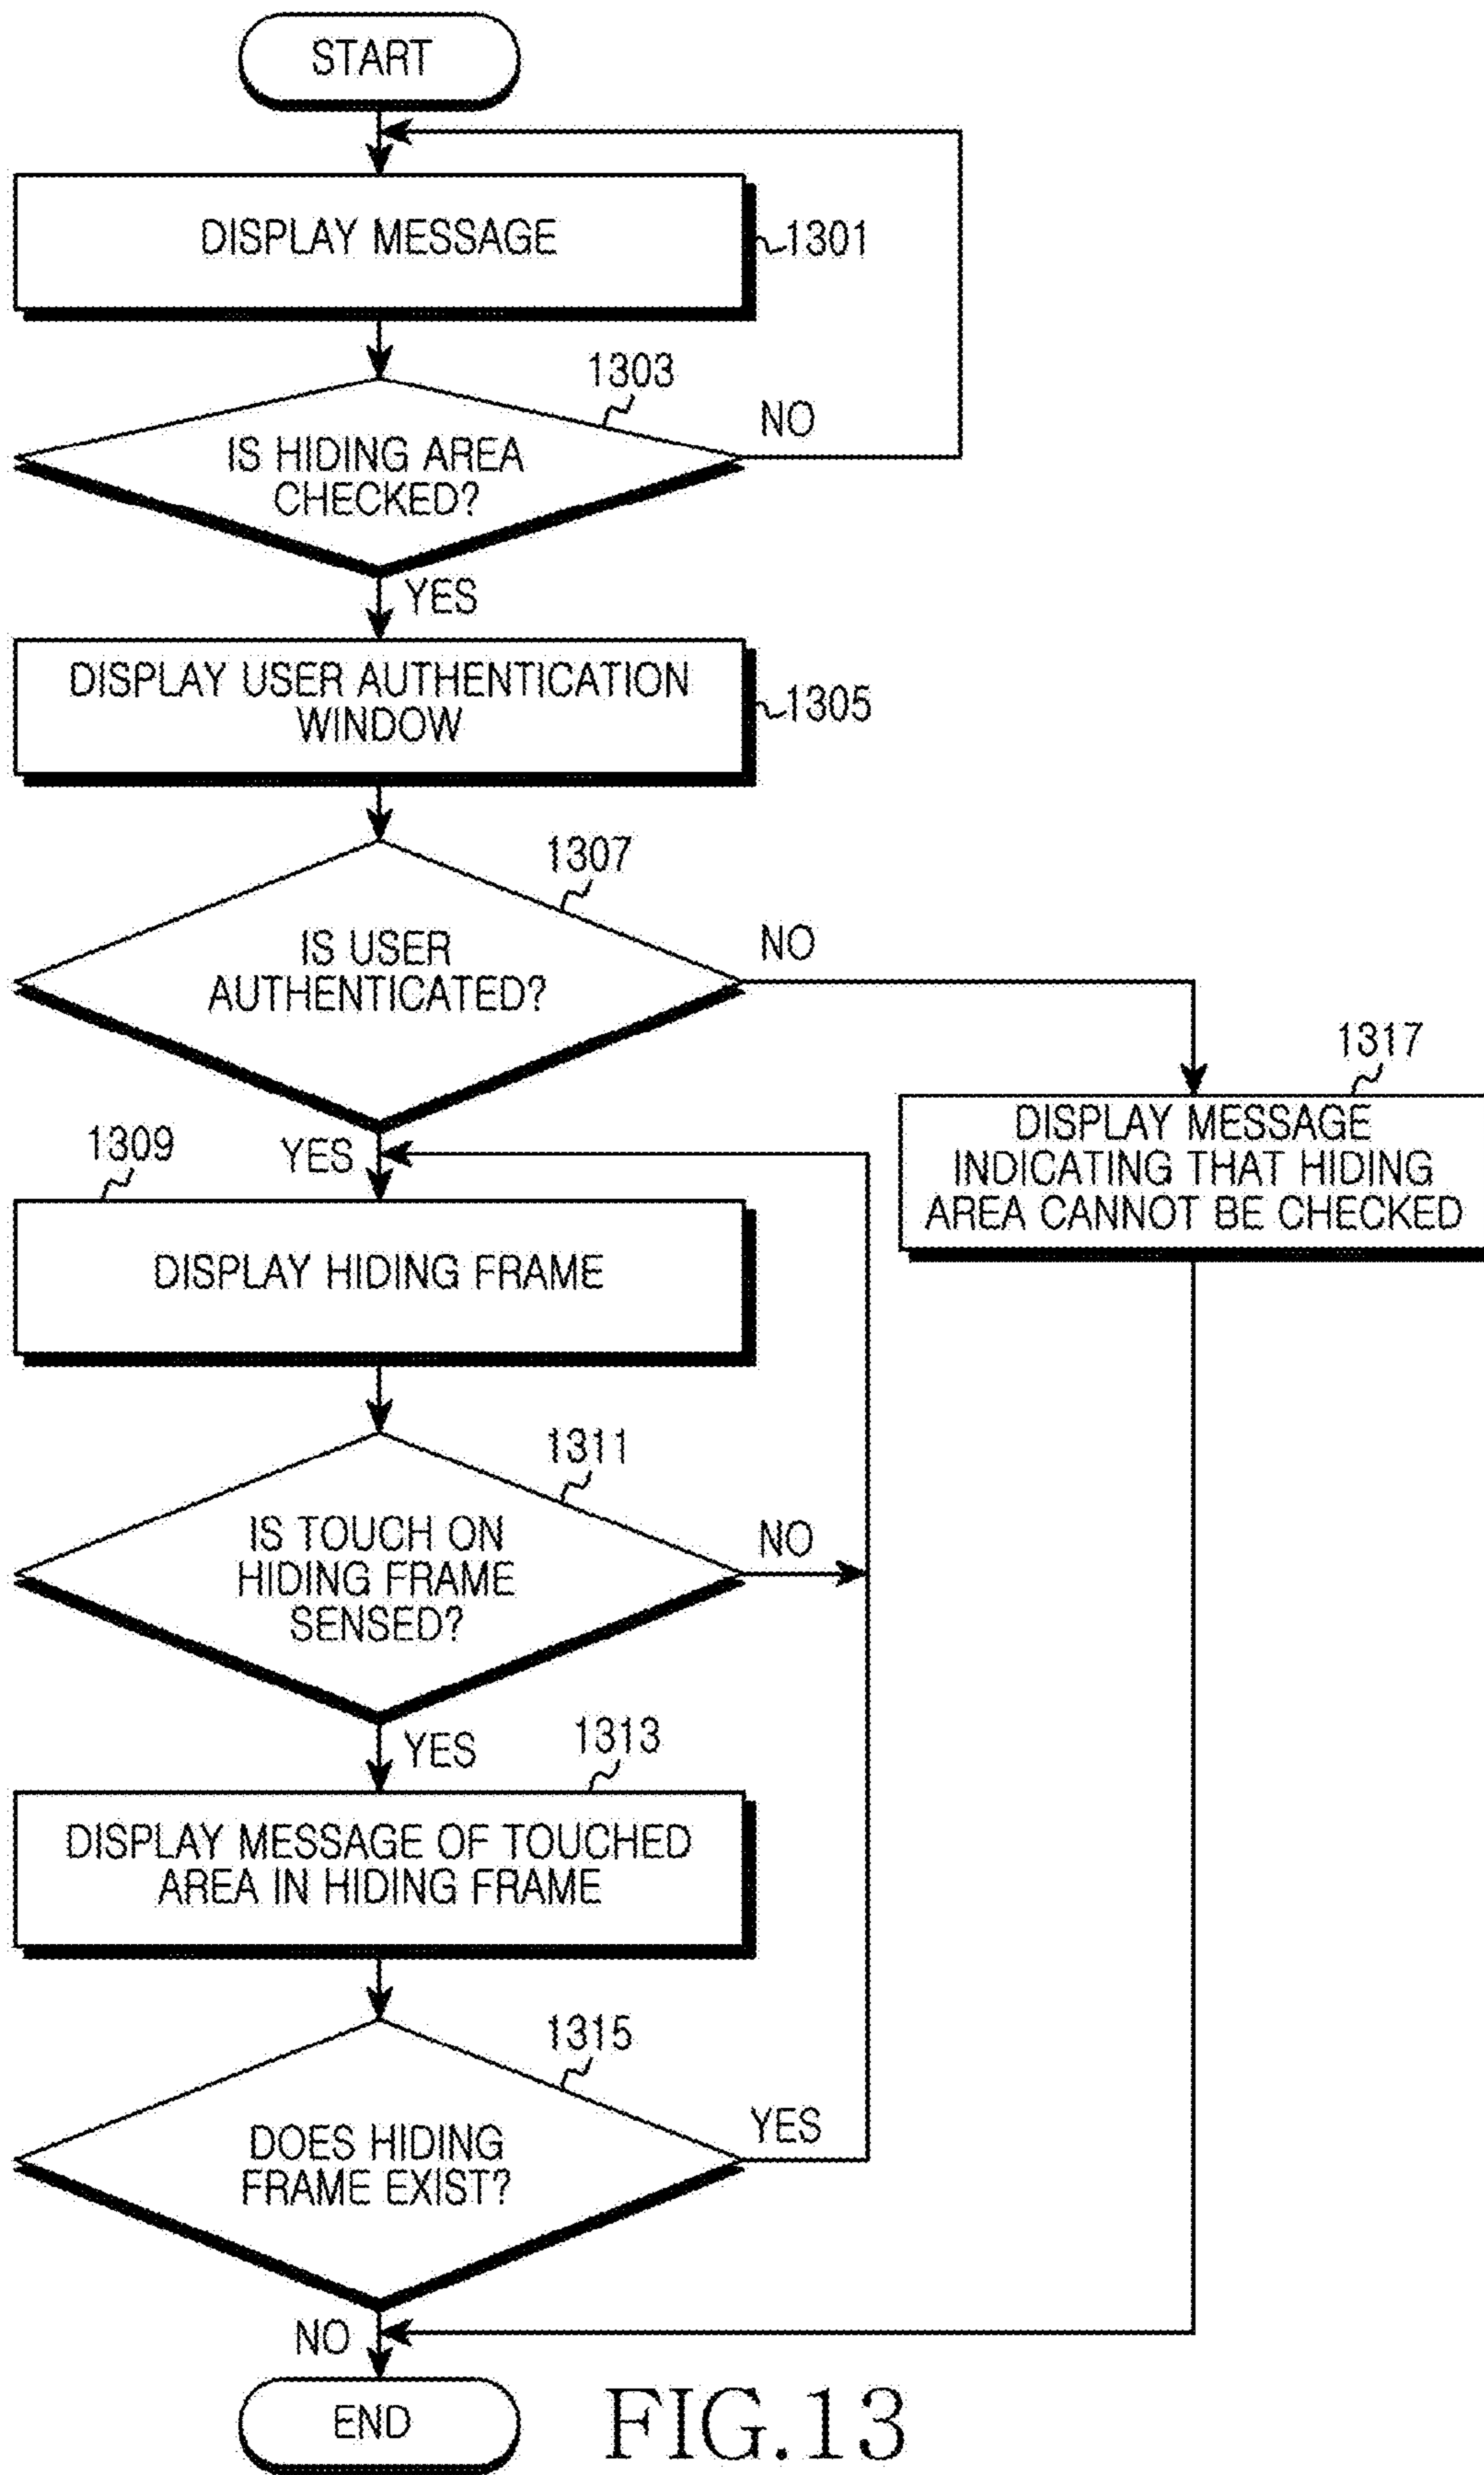 START
DISPLAY MESSAGE
1301
1303
NO
IS HIDING AREA
CHECKED?
YES
DISPLAY USER AUTHENTICATION
WINDOW
1305
1307
NO
IS USER
AUTHENTICATED?
1317
DISPLAY MESSAGE
INDICATING THAT HIDING
AREA CANNOT BE CHECKED
YES
1309
DISPLAY HIDING FRAME
1311
NO
IS TOUCH ON
HIDING FRAME
SENSED?
YES
1313
DISPLAY MESSAGE OF TOUCHED
AREA IN HIDING FRAME
1315
YES
DOES HIDING
FRAME EXIST?
NO
END
FIG.13